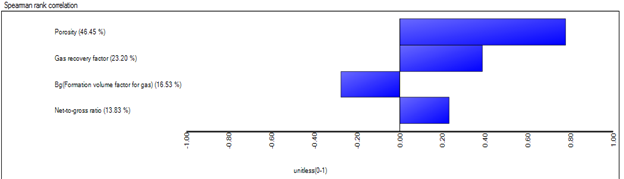 Spearman rank correlation
Porosity (46.45 %)
Gas recovery factor (23.20 %)
Bg(Formation volume factor for gas) (16.53 %)
Net-to-gross ratio (13.83 %)
-1.00 -0.80 -0.60 -0.40 -0.20 0.00 0.20 0.40 0.60 0.80 1.00
unitless(0-1)